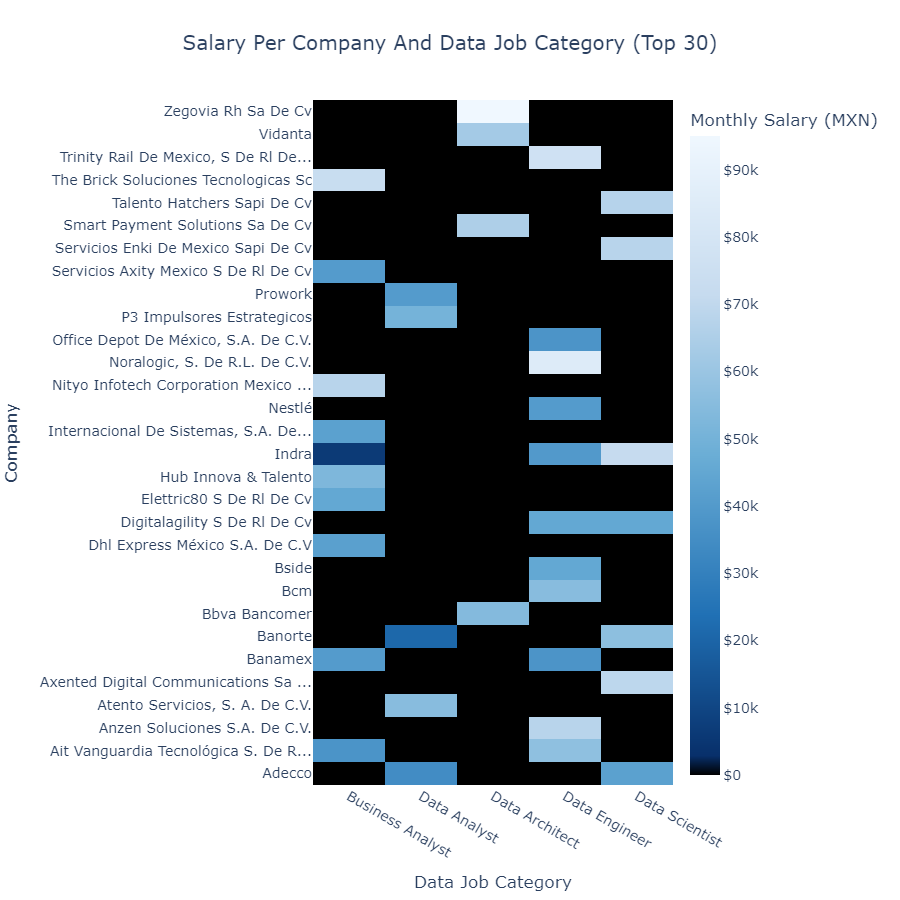 Salary Per Company And Data Job Category (Top 30)
Company
Zegovia Rh Sa De Cv
Vidanta
Trinity Rail De Mexico, S De Rl De...
The Brick Soluciones Tecnologicas Sc
Talento Hatchers Sapi De Cv
Smart Payment Solutions Sa De Cv
Servicios Enki De Mexico Sapi De Cv
Servicios Axity Mexico S De Rl De Cv
Prowork
P3 Impulsores Estrategicos
Office Depot De México, S.A. De C.V.
Noralogic, S. De R.L. De C.V.
Nityo Infotech Corporation Mexico ...
Nestlé
Internacional De Sistemas, S.A. De...
Indra
Hub Innova & Talento
Elettric80 S De Rl De Cv
Digitalagility S De Rl De Cv
Dhl Express México S.A. De C.V
Bside
Bcm
Bbva Bancomer
Banorte
Banamex
Axented Digital Communications Sa ...
Atento Servicios, S. A. De C.V.
Anzen Soluciones S.A. De C.V.
Ait Vanguardia Tecnológica S. De R...
Adecco
Business Analyst
Data Analyst
Data Architect
Data Engineer
Data Scientist
Data Job Category
Monthly Salary (MXN)
$90k
$80k
$70k
$60k
$50k
$40k
$30k
$20k
$10k
$0